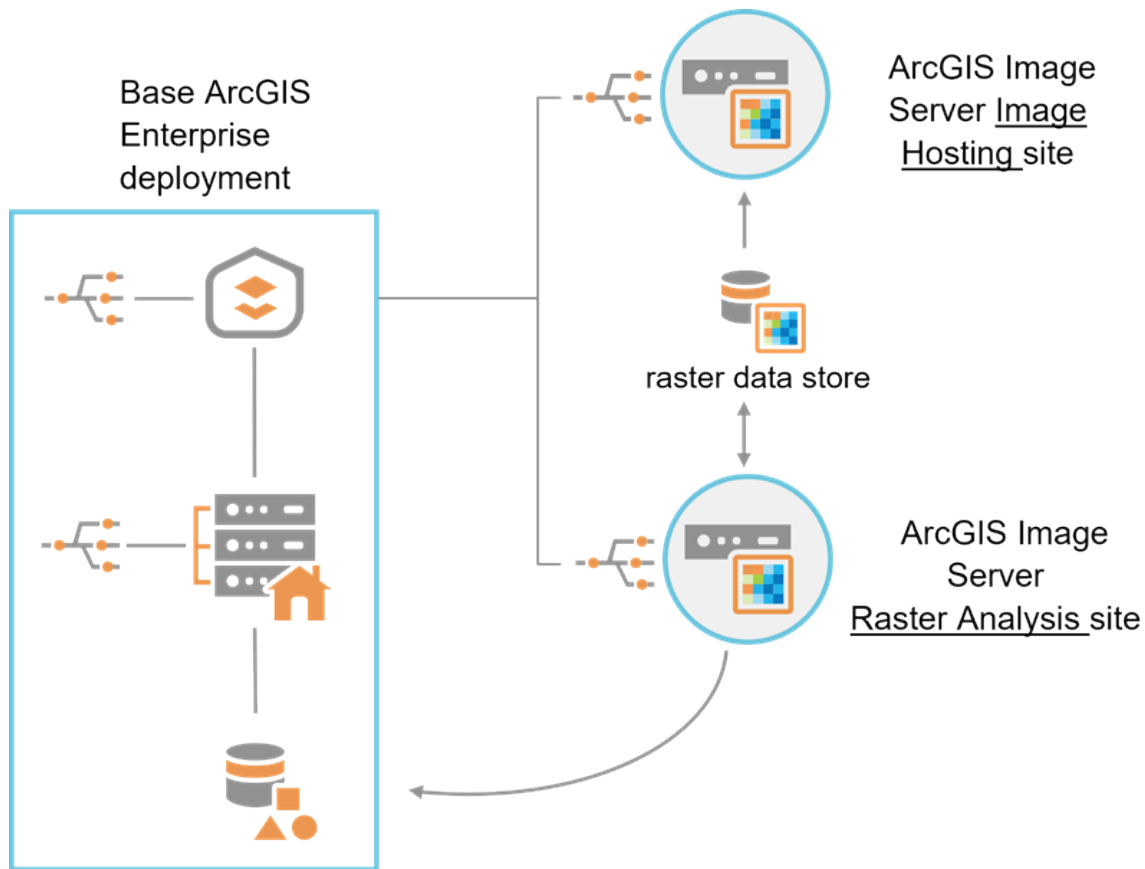 Base ArcGIS
Enterprise
deployment
ArcGIS Image
Server Image
Hosting site
raster data store
ArcGIS Image
Server
Raster Analysis site